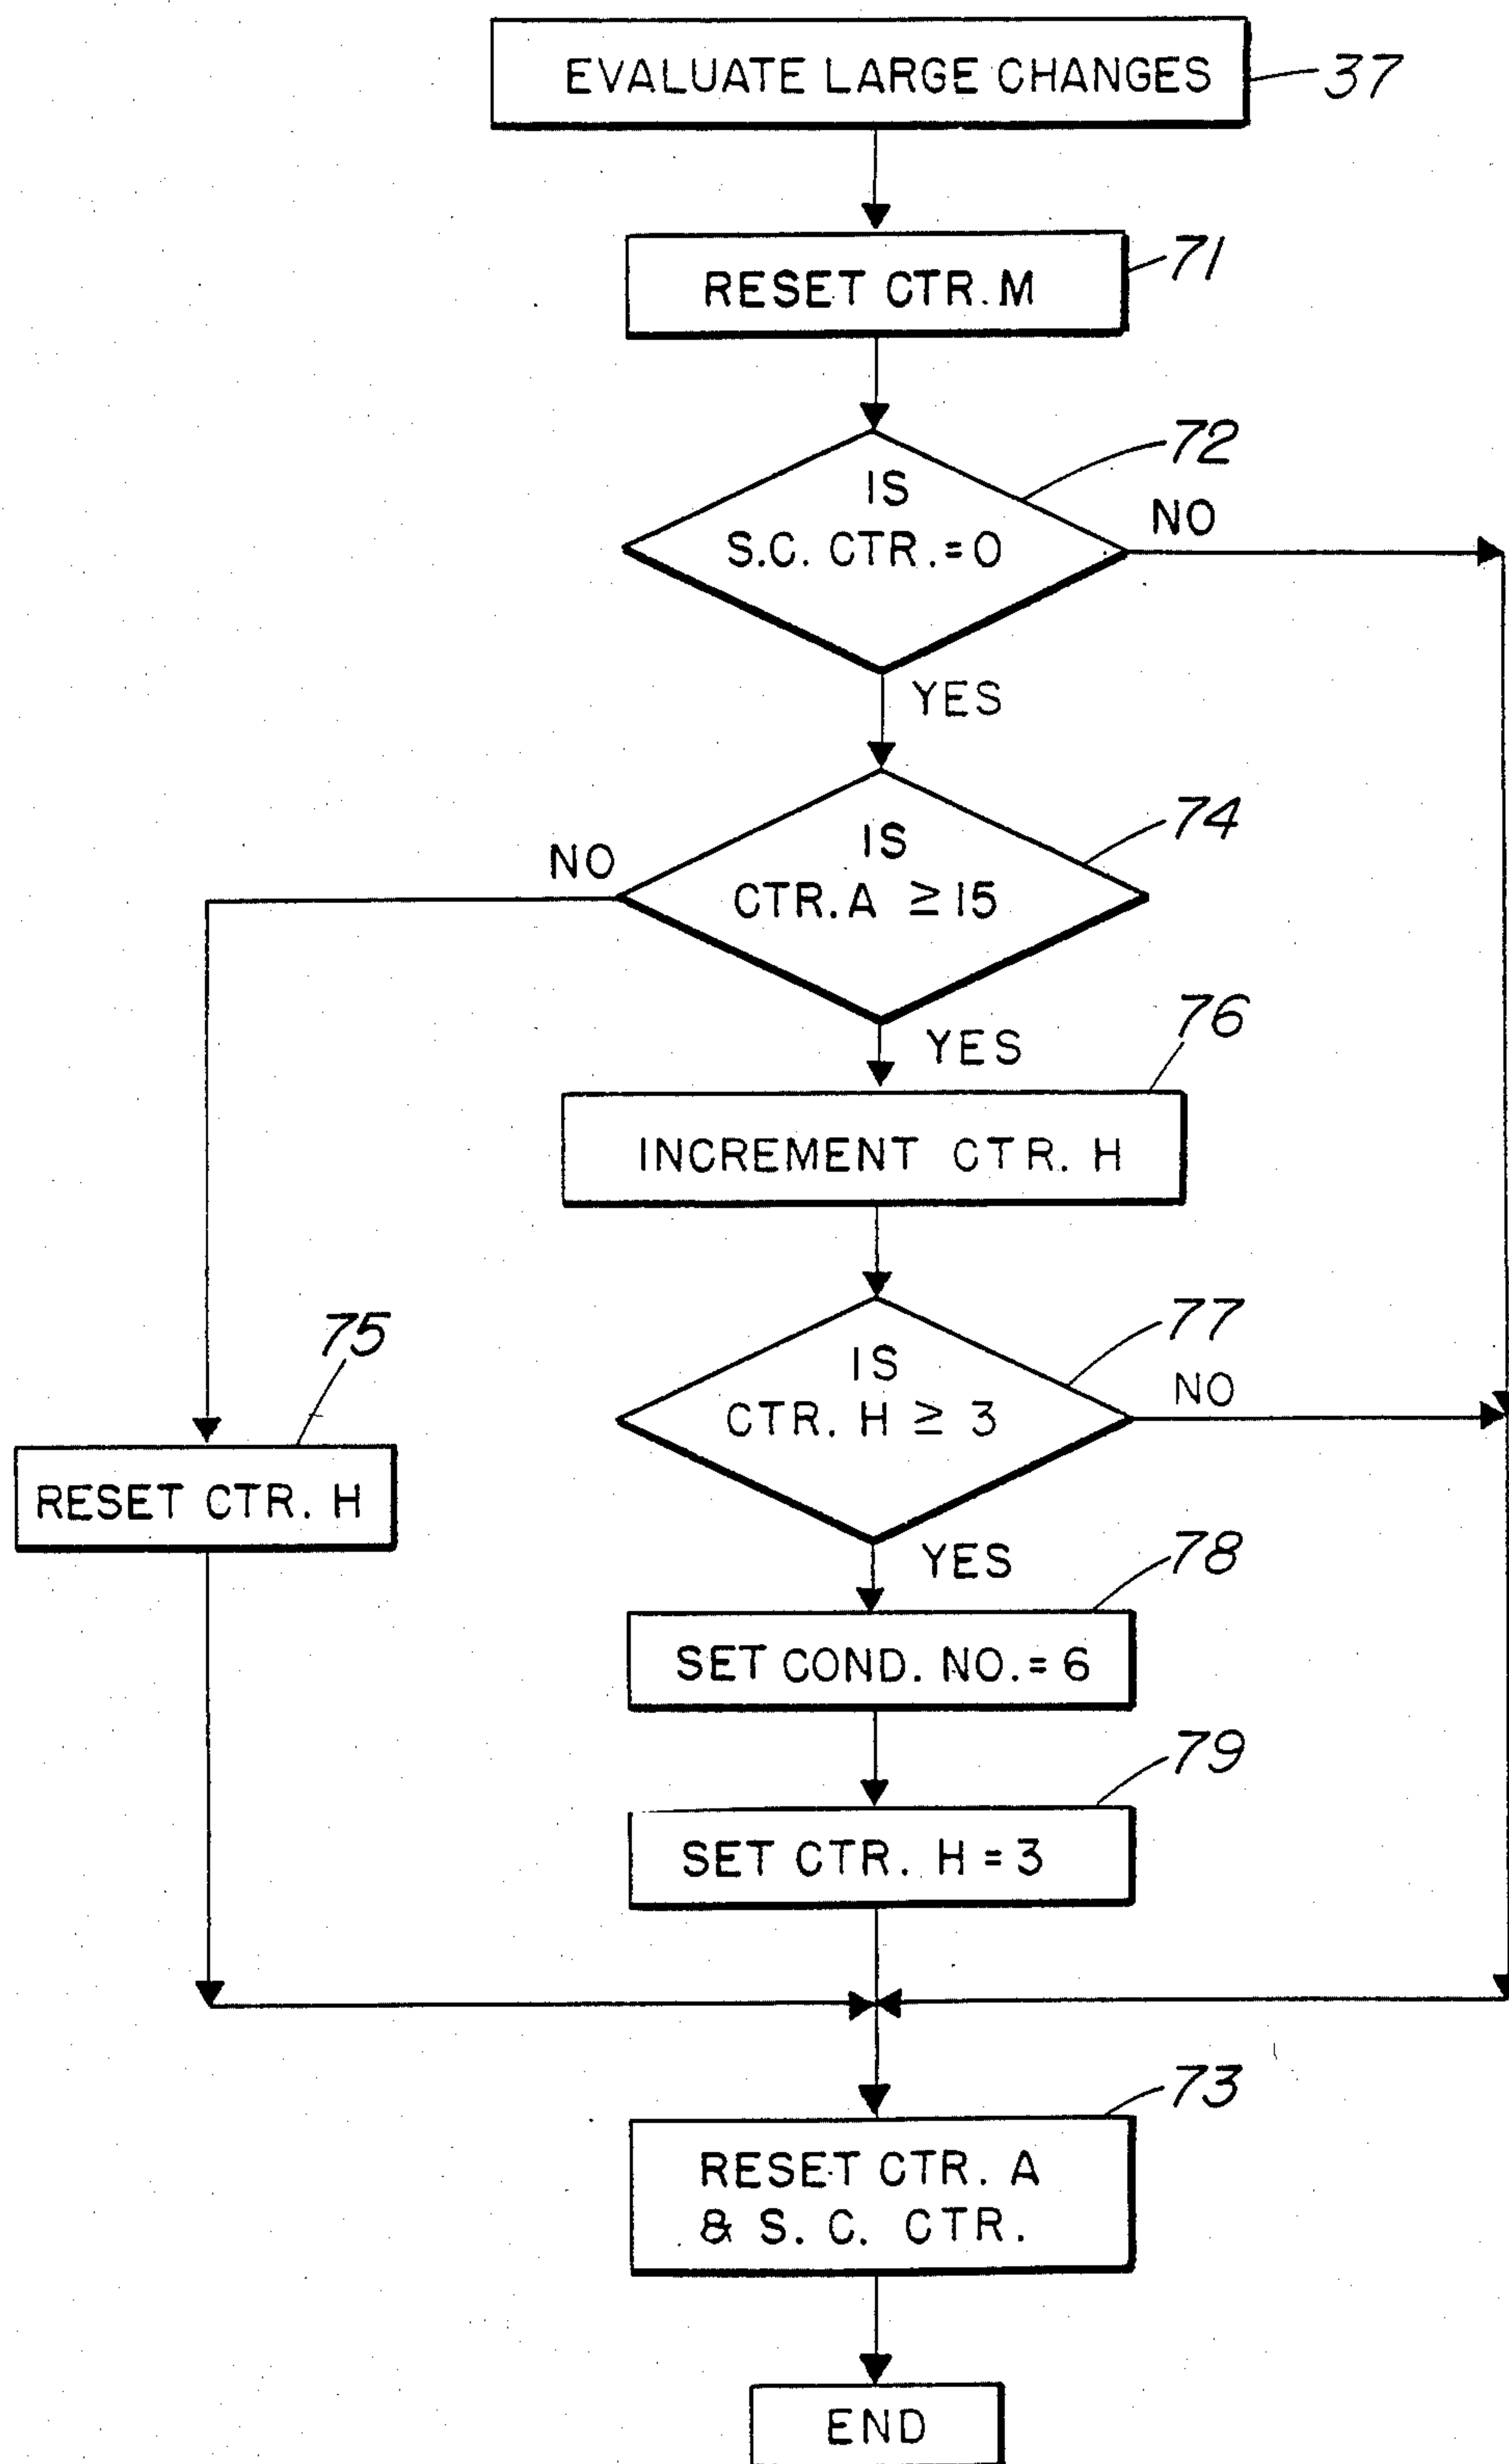 EVALUATE LARGE CHANGES
37
RESET CTR. M
71
IS
S.C. CTR. = 0
72
NO
YES
IS
CTR. A ≥ 15
74
NO
YES
INCREMENT CTR. H
76
IS
CTR. H ≥ 3
77
NO
YES
75
RESET CTR. H
78
SET COND. NO. = 6
79
SET CTR. H = 3
73
RESET CTR. A
& S. C. CTR.
END